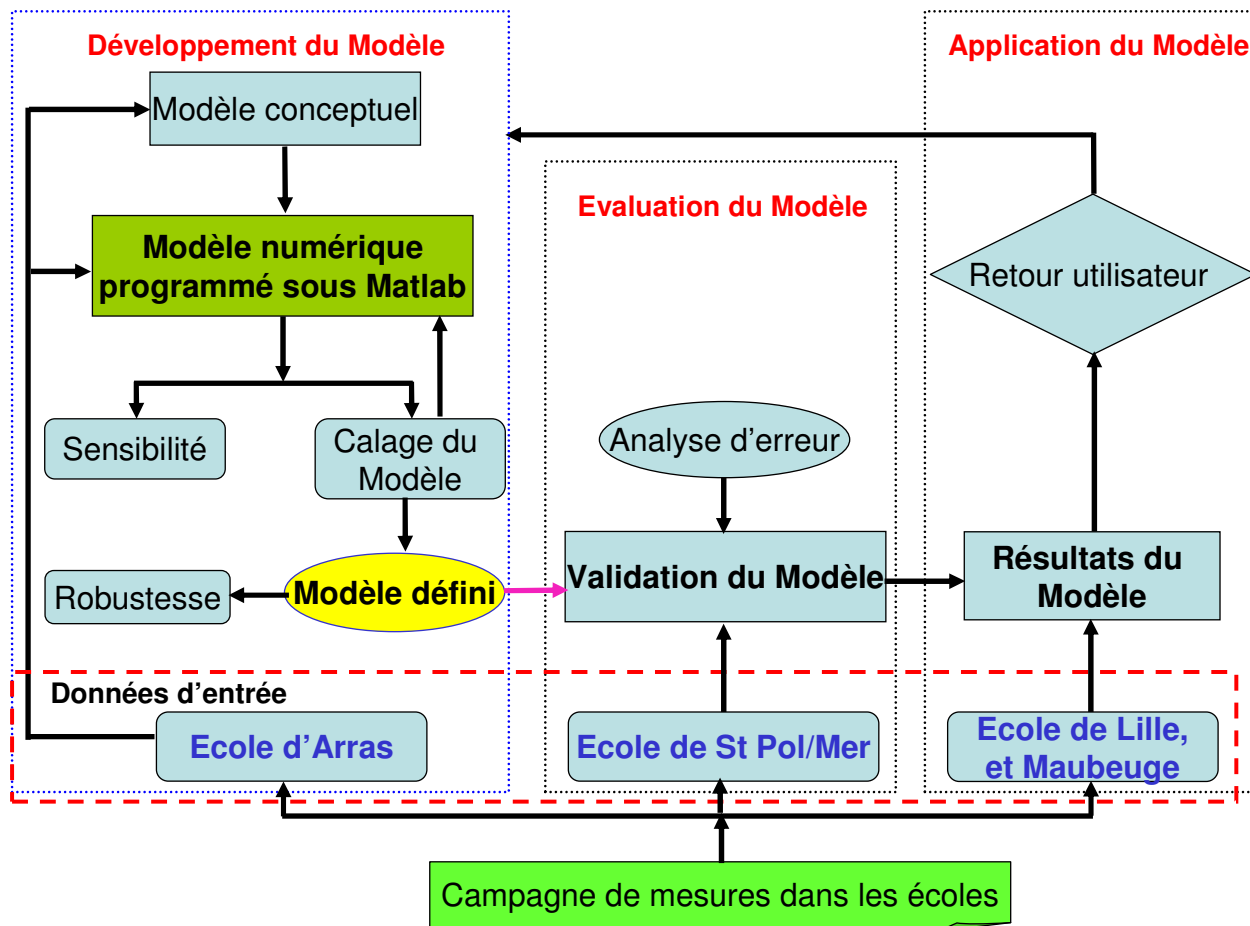 Développement du Modèle
Modèle conceptuel
Modèle numérique
programmé sous Matlab
Sensibilité
Calage du
Modèle
Robustesse
Modèle défini
Evaluation du Modèle
Analyse d'erreur
Validation du Modèle
Application du Modèle
Retour utilisateur
Résultats du
Modèle
Données d'entrée
Ecole d'Arras
Ecole de St Pol/Mer
Ecole de Lille,
et Maubeuge
Campagne de mesures dans les écoles